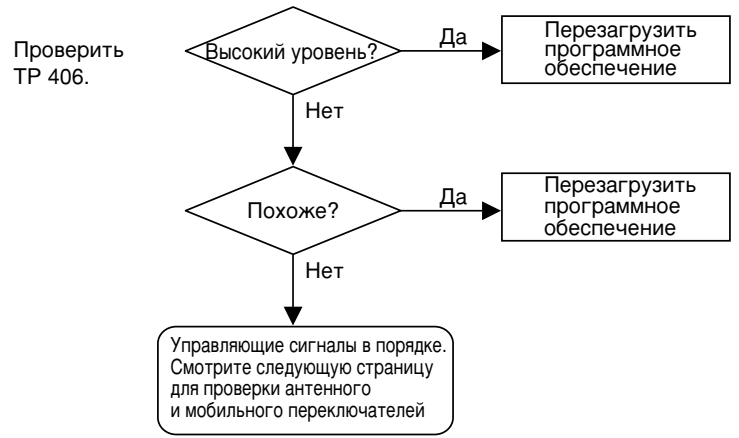 Проверить
TP 406.
Высокий уровень?
Да
Перезагрузить
программное
обеспечение
Нет
Похоже?
Да
Перезагрузить
программное
обеспечение
Нет
Управляющие сигналы в порядке.
Смотрите следующую страницу
для проверки антенного
и мобильного переключателей